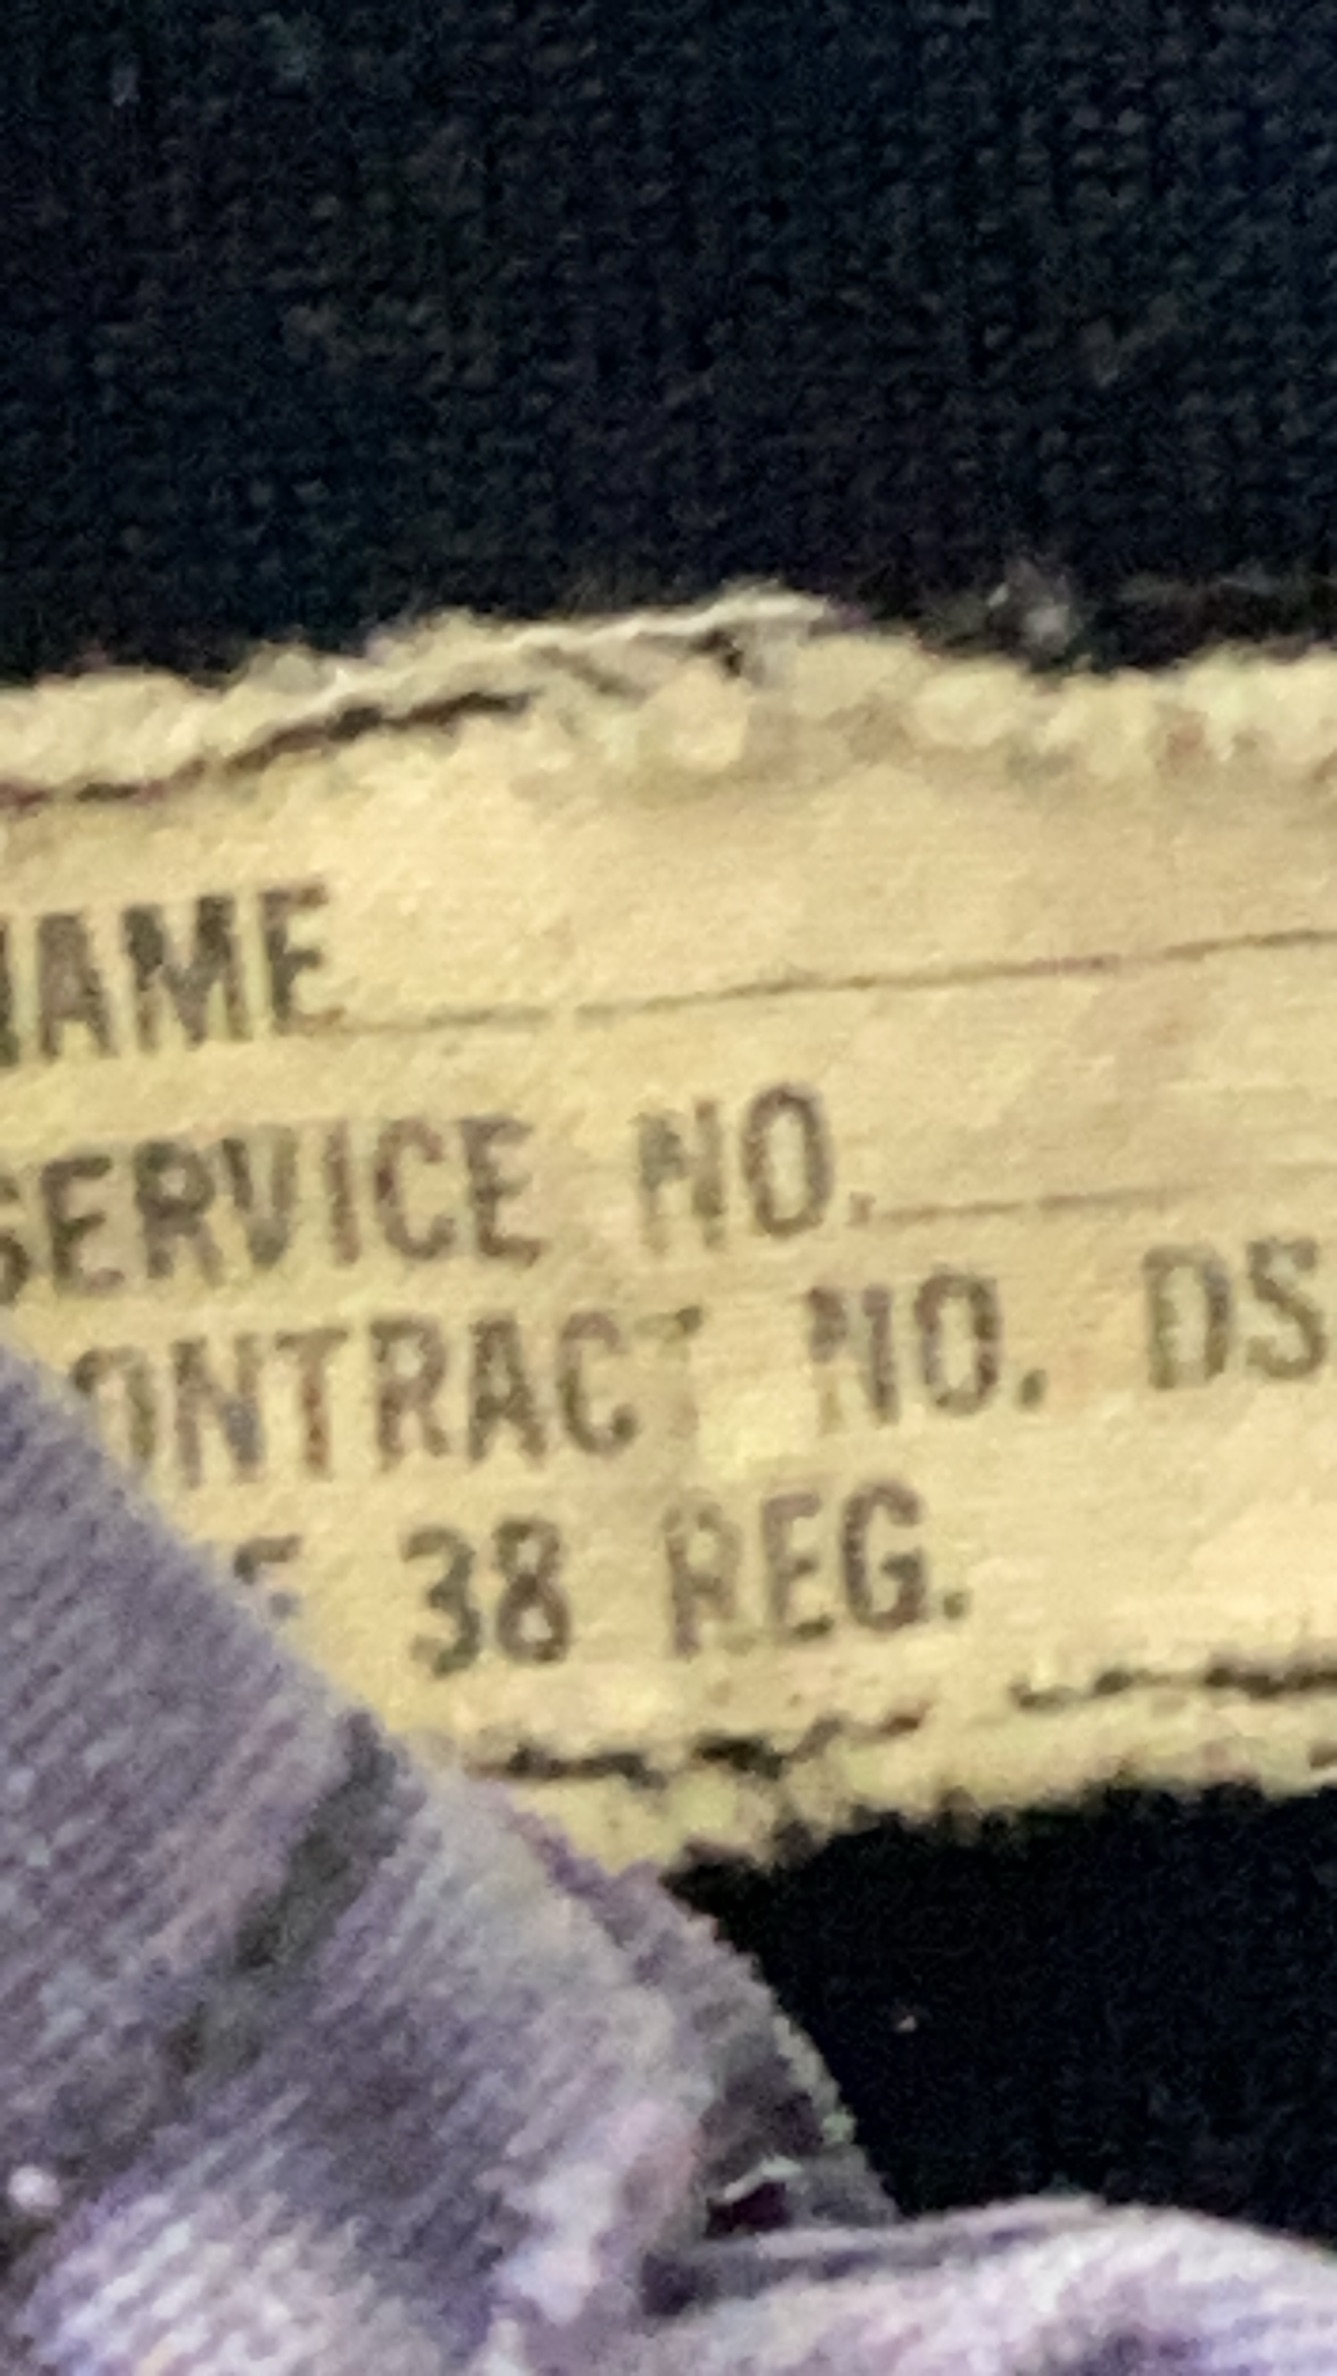 NAME
SERVICE NO.
ONTRACT NO. DS
E 38 REG.